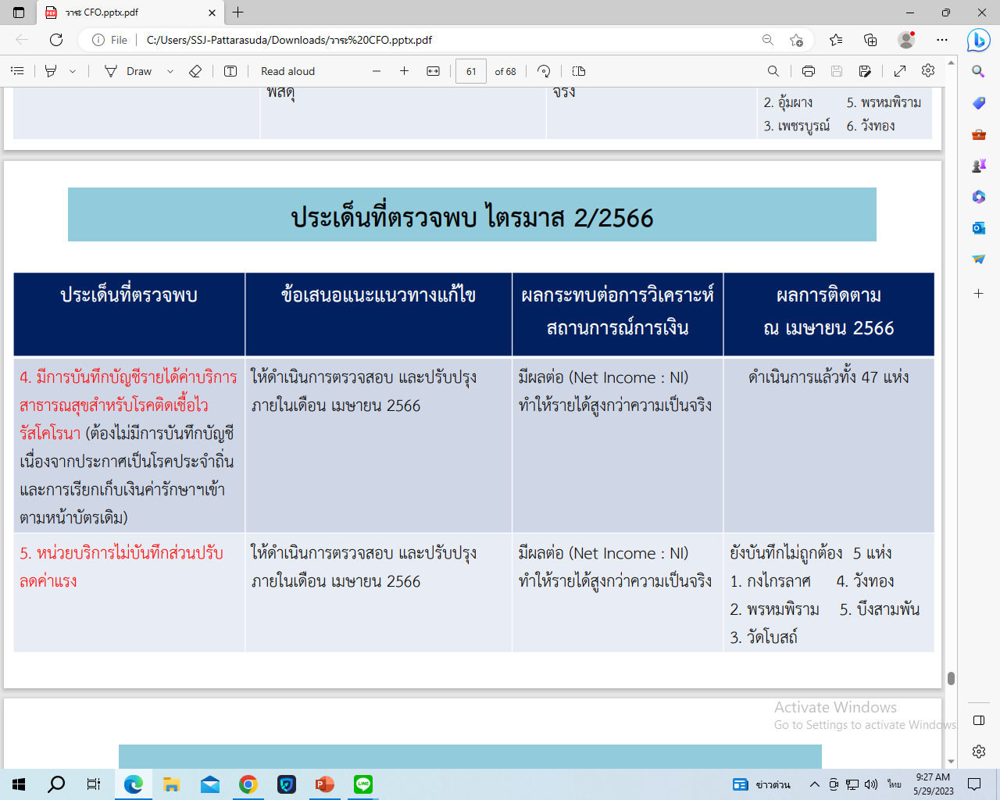 วาระ CFO.pptx.pdf
File
C:/Users/SSJ-Pattarasuda/Downloads/วาระ%20CFO.pptx.pdf
Draw
Read aloud
61
of 68
พัสดุ
จริง
2. อุ้มผาง 5. พรหมพิราม
3. เพชรบูรณ์ 6. วังทอง
ประเด็นที่ตรวจพบ ไตรมาส 2/2566
ประเด็นที่ตรวจพบ
ข้อเสนอแนะแนวทางแก้ไข
ผลกระทบต่อการวิเคราะห์
สถานการณ์การเงิน
ผลการติดตาม
ณ เมษายน 2566
4. มีการบันทึกบัญชีรายได้ค่าบริการ
สาธารณสุขสำหรับโรคติดเชื้อไว
รัสโคโรนา (ต้องไม่มีการบันทึกบัญชี
เนื่องจากประกาศเป็นโรคประจำถิ่น
และการเรียกเก็บเงินค่ารักษาฯเข้า
ตามหน้าบัตรเดิม)
ให้ดำเนินการตรวจสอบ และปรับปรุง
ภายในเดือน เมษายน 2566
มีผลต่อ (Net Income : NI)
ทำให้รายได้สูงกว่าความเป็นจริง
ดำเนินการแล้วทั้ง 47 แห่ง
5. หน่วยบริการไม่บันทึกส่วนปรับ
ลดค่าแรง
ให้ดำเนินการตรวจสอบ และปรับปรุง
ภายในเดือน เมษายน 2566
มีผลต่อ (Net Income : NI)
ทำให้รายได้สูงกว่าความเป็นจริง
ยังบันทึกไม่ถูกต้อง 5 แห่ง
1. กงไกรลาศ 4. วังทอง
2. พรหมพิราม 5. บึงสามพัน
3. วัดโบสถ์
Activate Windows
Go to Settings to activate Windows.
ข่าวด่วน
ไทย
9:27 AM
5/29/2023